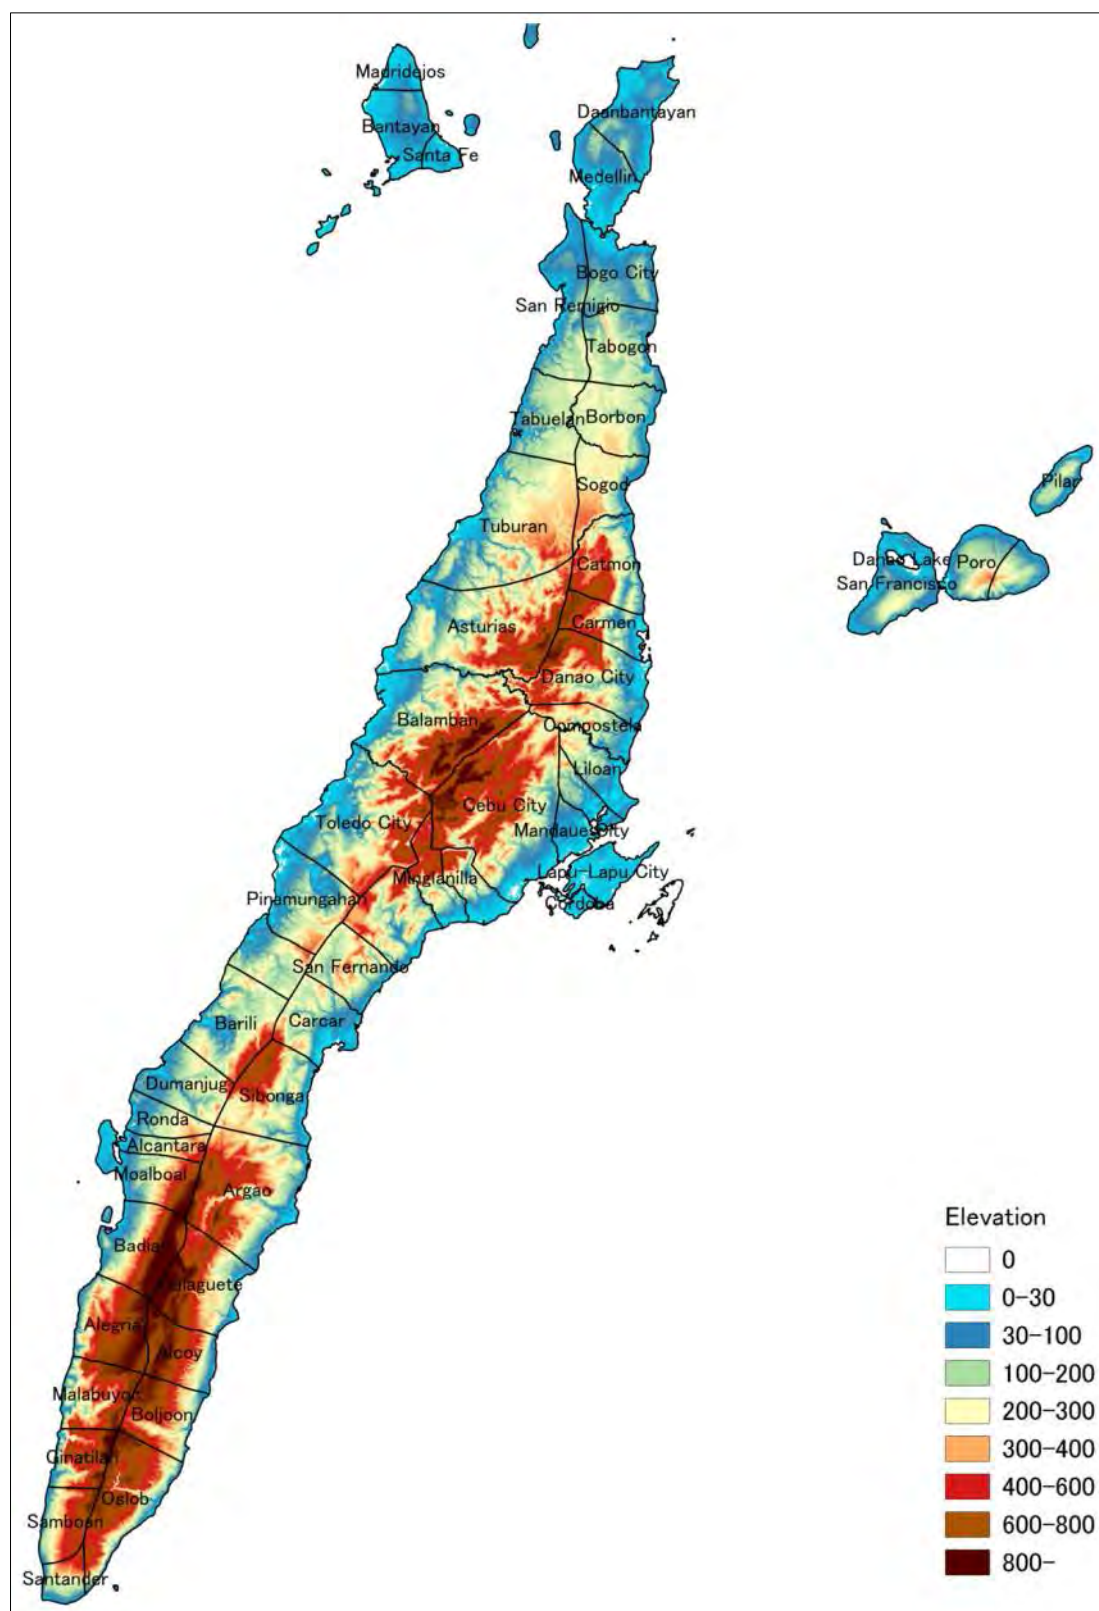 Madridejos
Daanbantayan
Bantayan
Santa Fe
Medellin
Bogo City
San Remigio
Tabogon
Tabuelan
Borbon
Sogod
Pilar
Tuburan
Catmon
Danao Lake
Poro
San Francisco
Asturias
Carmen
Danao City
Balamban
Compostela
Liloan
Cebu City
Toledo City
Mandaue City
Minglanilla
Lapu-Lapu City
Pinamungahan
Cordoba
San Fernando
Barili
Carcar
Dumanjug
Sibonga
Ronda
Alcantara
Moalboal
Argao
Badian
Dalaguete
Alegria
Alcoy
Malabuyoc
Boljoon
Ginatilan
Oslob
Samboan
Santander
Elevation
0
0-30
30-100
100-200
200-300
300-400
400-600
600-800
800-